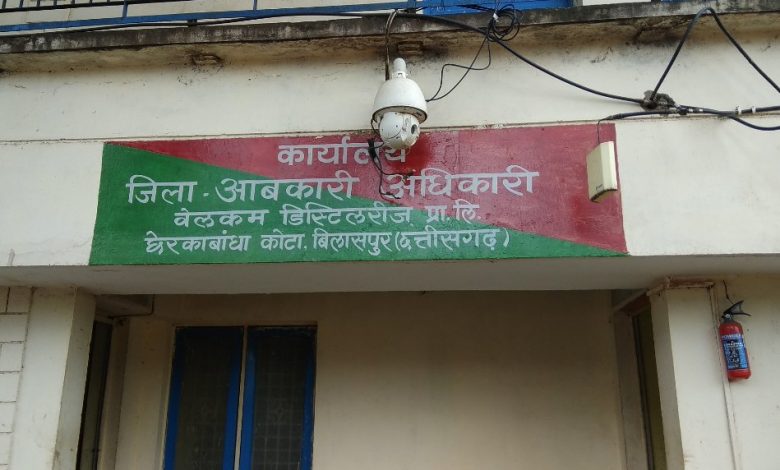 कार्यालय
जिला - आबकारी अधिकारी
वेलकम डिस्टिलरीज प्रा. लि.
छेरकाबांधा कोटा. बिलासपुर (छत्तीसगढ़)